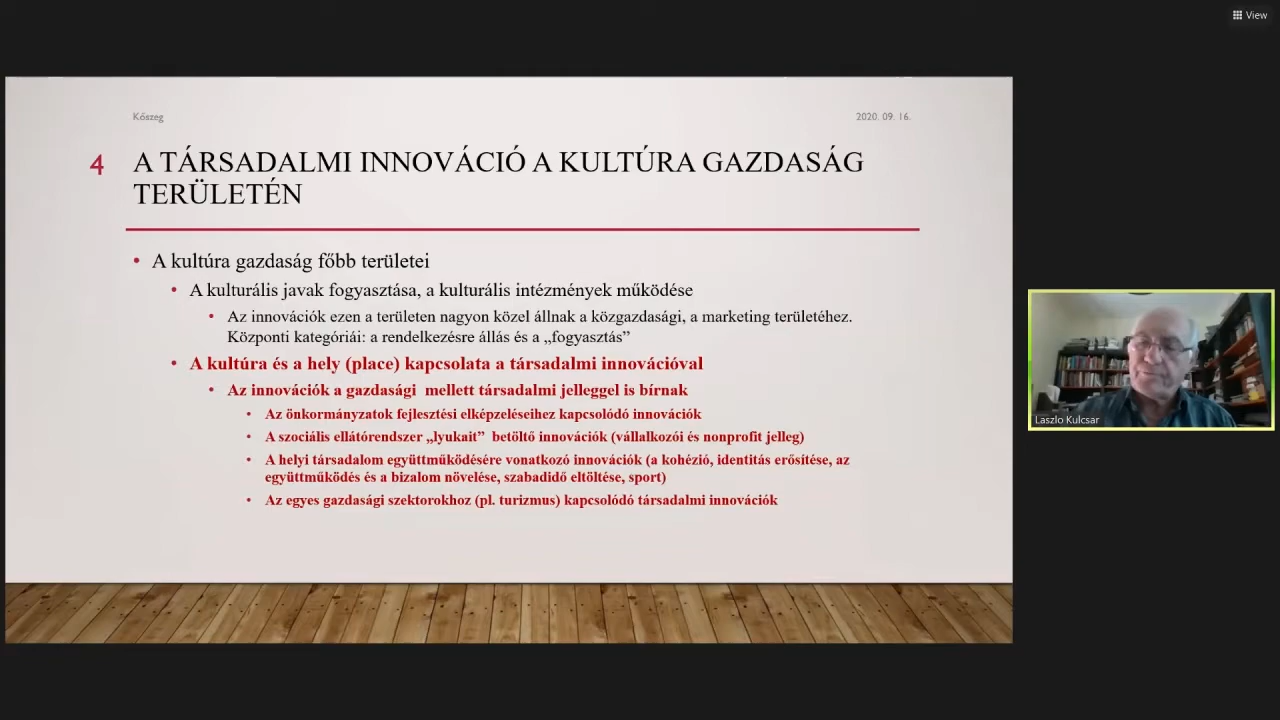 View
Kőszeg
2020. 09. 16.
4
A TÁRSADALMI INNOVÁCIÓ A KULTÚRA GAZDASÁG
TERÜLETÉN
• A kultúra gazdaság főbb területei
• A kulturális javak fogyasztása, a kulturális intézmények működése
• Az innovációk ezen a területen nagyon közel állnak a közgazdasági, a marketing területéhez.
Központi kategóriái: a rendelkezésre állás és a „fogyasztás”
• A kultúra és a hely (place) kapcsolata a társadalmi innovációval
• Az innovációk a gazdasági mellett társadalmi jelleggel is bírnak
• Az önkormányzatok fejlesztési elképzeléseihez kapcsolódó innovációk
• A szociális ellátórendszer „lyukait” betöltő innovációk (vállalkozói és nonprofit jelleg)
• A helyi társadalom együttműködésére vonatkozó innovációk (a kohézió, identitás erősítése, az
együttműködés és a bizalom növelése, szabadidő eltöltése, sport)
• Az egyes gazdasági szektorokhoz (pl. turizmus) kapcsolódó társadalmi innovációk
Laszlo Kulcsar